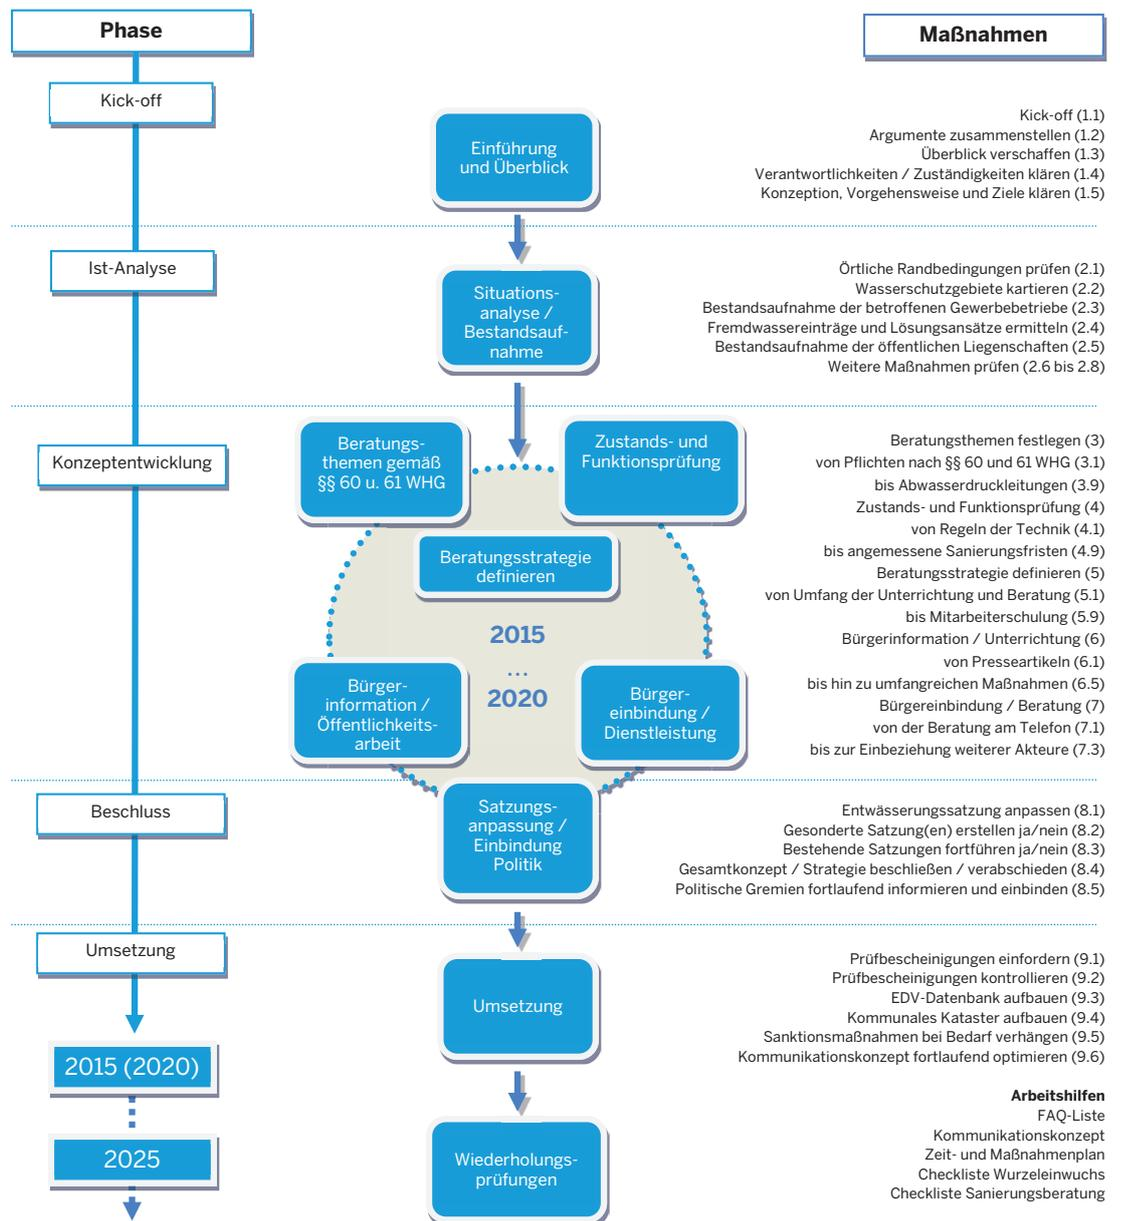 Phase
Maßnahmen
Kick-off
Einführung
und Überblick
Kick-off (1.1)
Argumente zusammenstellen (1.2)
Überblick verschaffen (1.3)
Verantwortlichkeiten / Zuständigkeiten klären (1.4)
Konzeption, Vorgehensweise und Ziele klären (1.5)
Ist-Analyse
Situations-
analyse /
Bestandsauf-
nahme
Örtliche Randbedingungen prüfen (2.1)
Wasserschutzgebiete kartieren (2.2)
Bestandsaufnahme der betroffenen Gewerbebetriebe (2.3)
Fremdwassereinträge und Lösungsansätze ermitteln (2.4)
Bestandsaufnahme der öffentlichen Liegenschaften (2.5)
Weitere Maßnahmen prüfen (2.6 bis 2.8)
Konzeptentwicklung
Beratungs-
themen gemäß
§§ 60 u. 61 WHG
Zustands- und
Funktionsprüfung
Beratungsstrategie
definieren
2015
...
2020
Bürger-
information /
Öffentlichkeits-
arbeit
Bürger-
einbindung /
Dienstleistung
Beratungsthemen festlegen (3)
von Pflichten nach §§ 60 und 61 WHG (3.1)
bis Abwasserdruckleitungen (3.9)
Zustands- und Funktionsprüfung (4)
von Regeln der Technik (4.1)
bis angemessene Sanierungsfristen (4.9)
Beratungsstrategie definieren (5)
von Umfang der Unterrichtung und Beratung (5.1)
bis Mitarbeiterschulung (5.9)
Bürgerinformation / Unterrichtung (6)
von Presseartikeln (6.1)
bis hin zu umfangreichen Maßnahmen (6.5)
Bürgereinbindung / Beratung (7)
von der Beratung am Telefon (7.1)
bis zur Einbeziehung weiterer Akteure (7.3)
Beschluss
Satzungs-
anpassung /
Einbindung
Politik
Entwässerungssatzung anpassen (8.1)
Gesonderte Satzung(en) erstellen ja/nein (8.2)
Bestehende Satzungen fortführen ja/nein (8.3)
Gesamtkonzept / Strategie beschließen / verabschieden (8.4)
Politische Gremien fortlaufend informieren und einbinden (8.5)
Umsetzung
Umsetzung
Prüfbescheinigungen einfordern (9.1)
Prüfbescheinigungen kontrollieren (9.2)
EDV-Datenbank aufbauen (9.3)
Kommunales Kataster aufbauen (9.4)
Sanktionsmaßnahmen bei Bedarf verhängen (9.5)
Kommunikationskonzept fortlaufend optimieren (9.6)
2015 (2020)
2025
Wiederholungs-
prüfungen
Arbeitshilfen
FAQ-Liste
Kommunikationskonzept
Zeit- und Maßnahmenplan
Checkliste Wurzeleinwuchs
Checkliste Sanierungsberatung